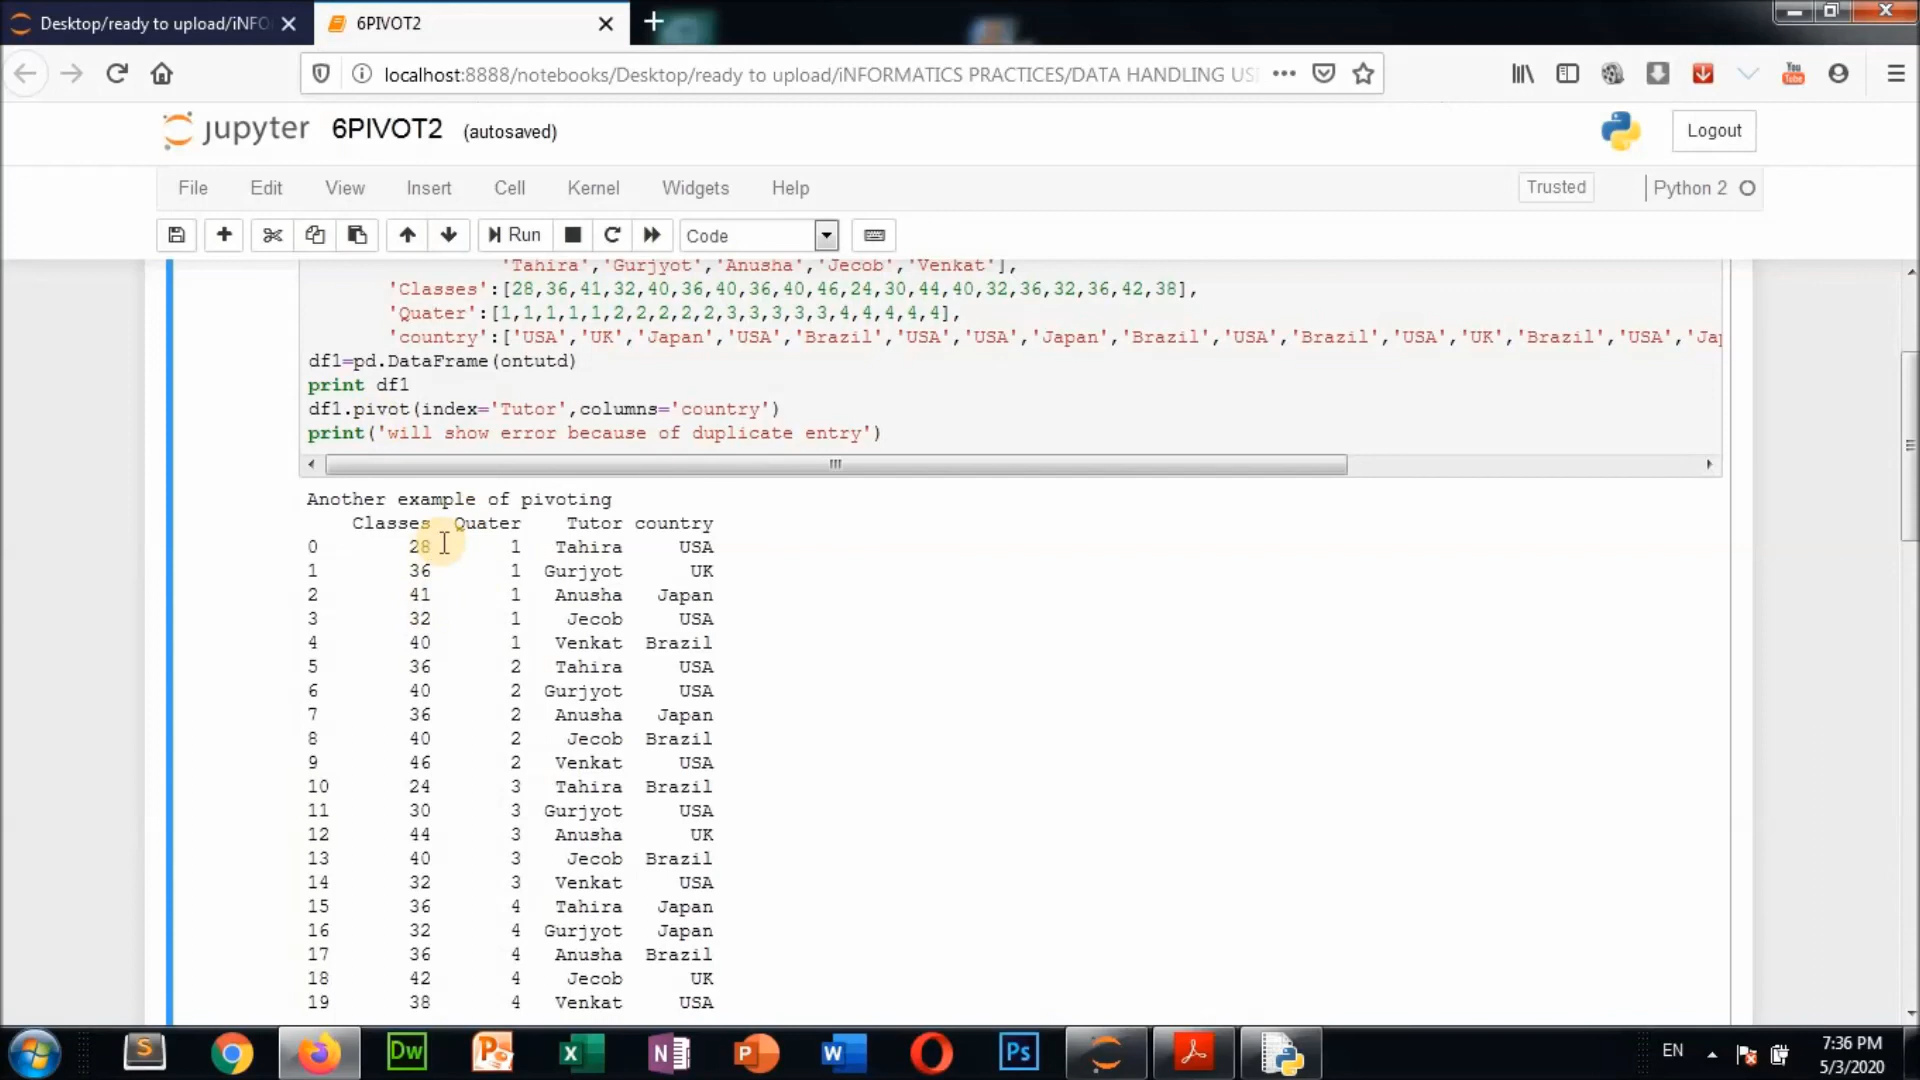 Desktop/ready to upload/iNFO
6PIVOT2
localhost:8888/notebooks/Desktop/ready to upload/iNFORMATICS PRACTICES/DATA HANDLING US
You Tube
jupyter 6PIVOT2 (autosaved)
Logout
File Edit View Insert Cell Kernel Widgets Help
Trusted
Python 2
Run
Code
'Tahira','Gurjyot','Anusha','Jecob','Venkat'],
'Classes':[28,36,41,32,40,36,40,36,40,46,24,30,44,40,32,36,32,36,42,38],
'Quater':[1,1,1,1,1,2,2,2,2,2,3,3,3,3,3,4,4,4,4,4],
'country':['USA','UK','Japan','USA','Brazil','USA','USA','Japan','Brazil','USA','Brazil','USA','UK','Brazil','USA','Jap
df1=pd.DataFrame(ontutd)
print df1
df1.pivot(index='Tutor',columns='country')
print('will show error because of duplicate entry')
Another example of pivoting
Classes Quater Tutor country
0 28 1 Tahira USA
1 36 1 Gurjyot UK
2 41 1 Anusha Japan
3 32 1 Jecob USA
4 40 1 Venkat Brazil
5 36 2 Tahira USA
6 40 2 Gurjyot USA
7 36 2 Anusha Japan
8 40 2 Jecob Brazil
9 46 2 Venkat USA
10 24 3 Tahira Brazil
11 30 3 Gurjyot USA
12 44 3 Anusha UK
13 40 3 Jecob Brazil
14 32 3 Venkat USA
15 36 4 Tahira Japan
16 32 4 Gurjyot Japan
17 36 4 Anusha Brazil
18 42 4 Jecob UK
19 38 4 Venkat USA
S
Dw
P
X
N
P
W
Ps
EN
7:36 PM
5/3/2020